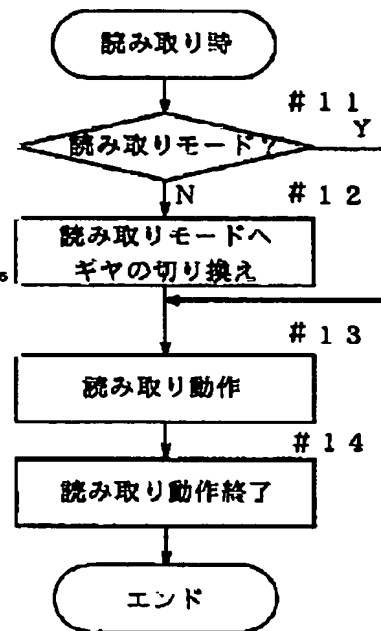 読み取り時
#11
読み取りモード?
Y
N
#12
読み取りモードへ
ギヤの切り換え
5
#13
読み取り動作
#14
読み取り動作終了
エンド